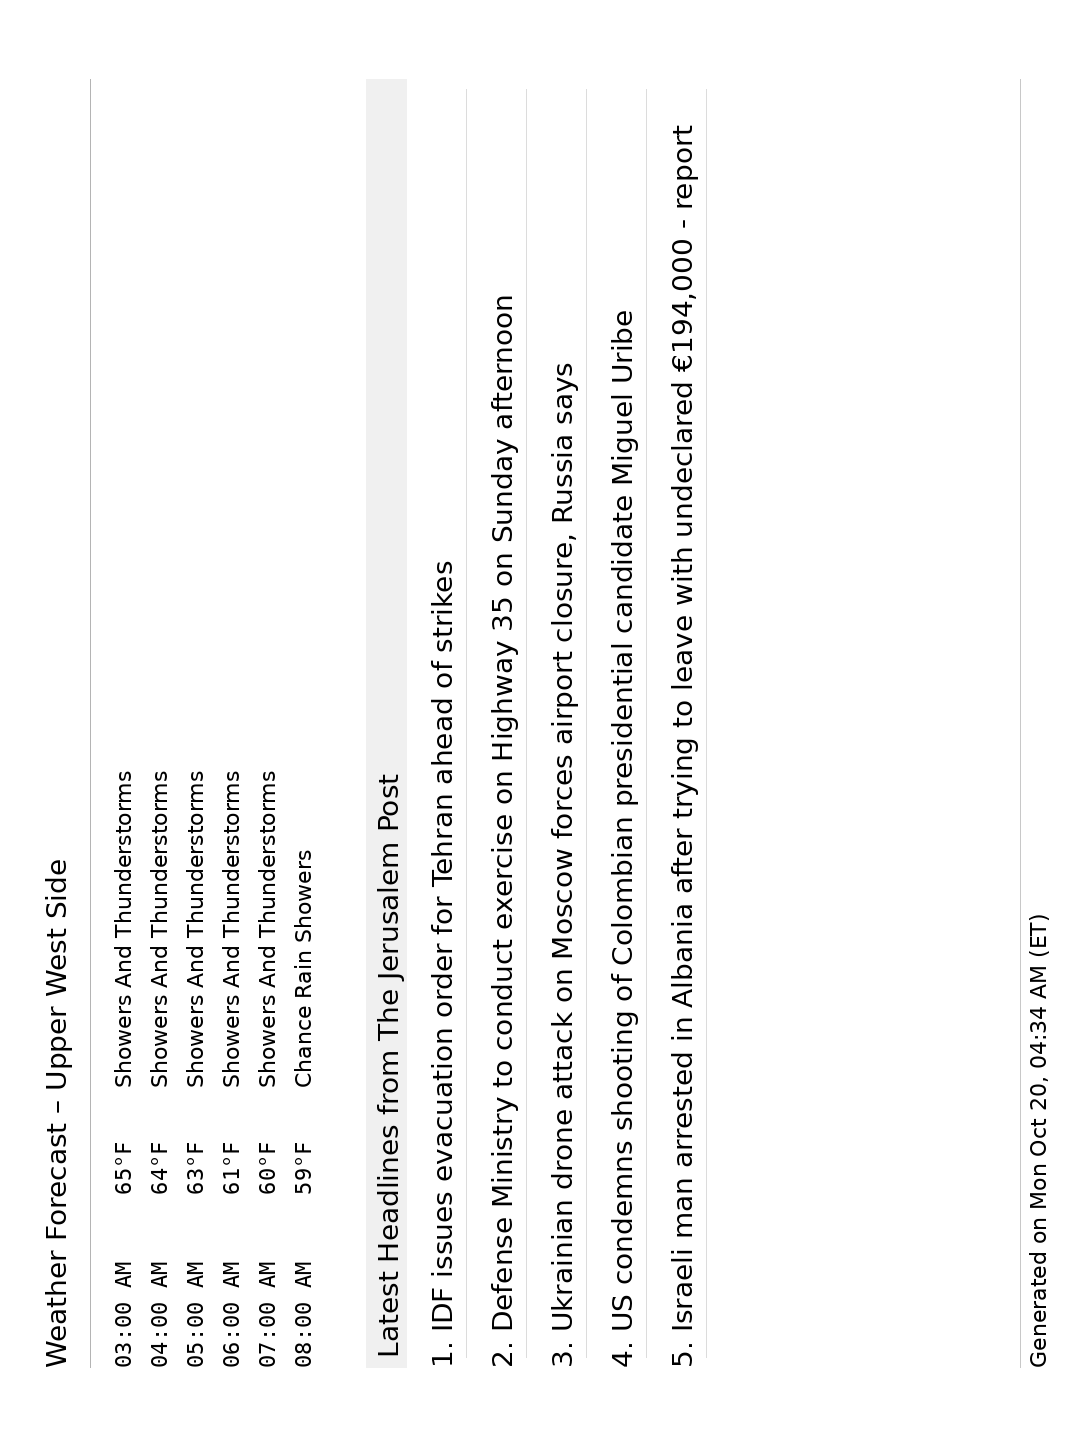 Weather Forecast – Upper West Side
03:00 AM 65°F Showers And Thunderstorms
04:00 AM 64°F Showers And Thunderstorms
05:00 AM 63°F Showers And Thunderstorms
06:00 AM 61°F Showers And Thunderstorms
07:00 AM 60°F Showers And Thunderstorms
08:00 AM 59°F Chance Rain Showers
Latest Headlines from The Jerusalem Post
1. IDF issues evacuation order for Tehran ahead of strikes
2. Defense Ministry to conduct exercise on Highway 35 on Sunday afternoon
3. Ukrainian drone attack on Moscow forces airport closure, Russia says
4. US condemns shooting of Colombian presidential candidate Miguel Uribe
5. Israeli man arrested in Albania after trying to leave with undeclared €194,000 - report
Generated on Mon Oct 20, 04:34 AM (ET)